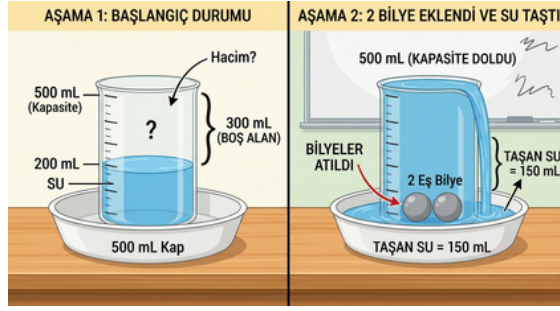 AŞAMA 1: BAŞLANGIÇ DURUMU
Hacim?
500 mL
(Kapasite)
?
300 mL
(BOŞ ALAN)
200 mL
SU
500 mL Kap
AŞAMA 2: 2 BİLYE EKLENDİ VE SU TAŞTI
500 mL (KAPASİTE DOLDU)
BİLYELER
ATILDI
2 Eş Bilye
TAŞAN SU
= 150 mL
TAŞAN SU = 150 mL